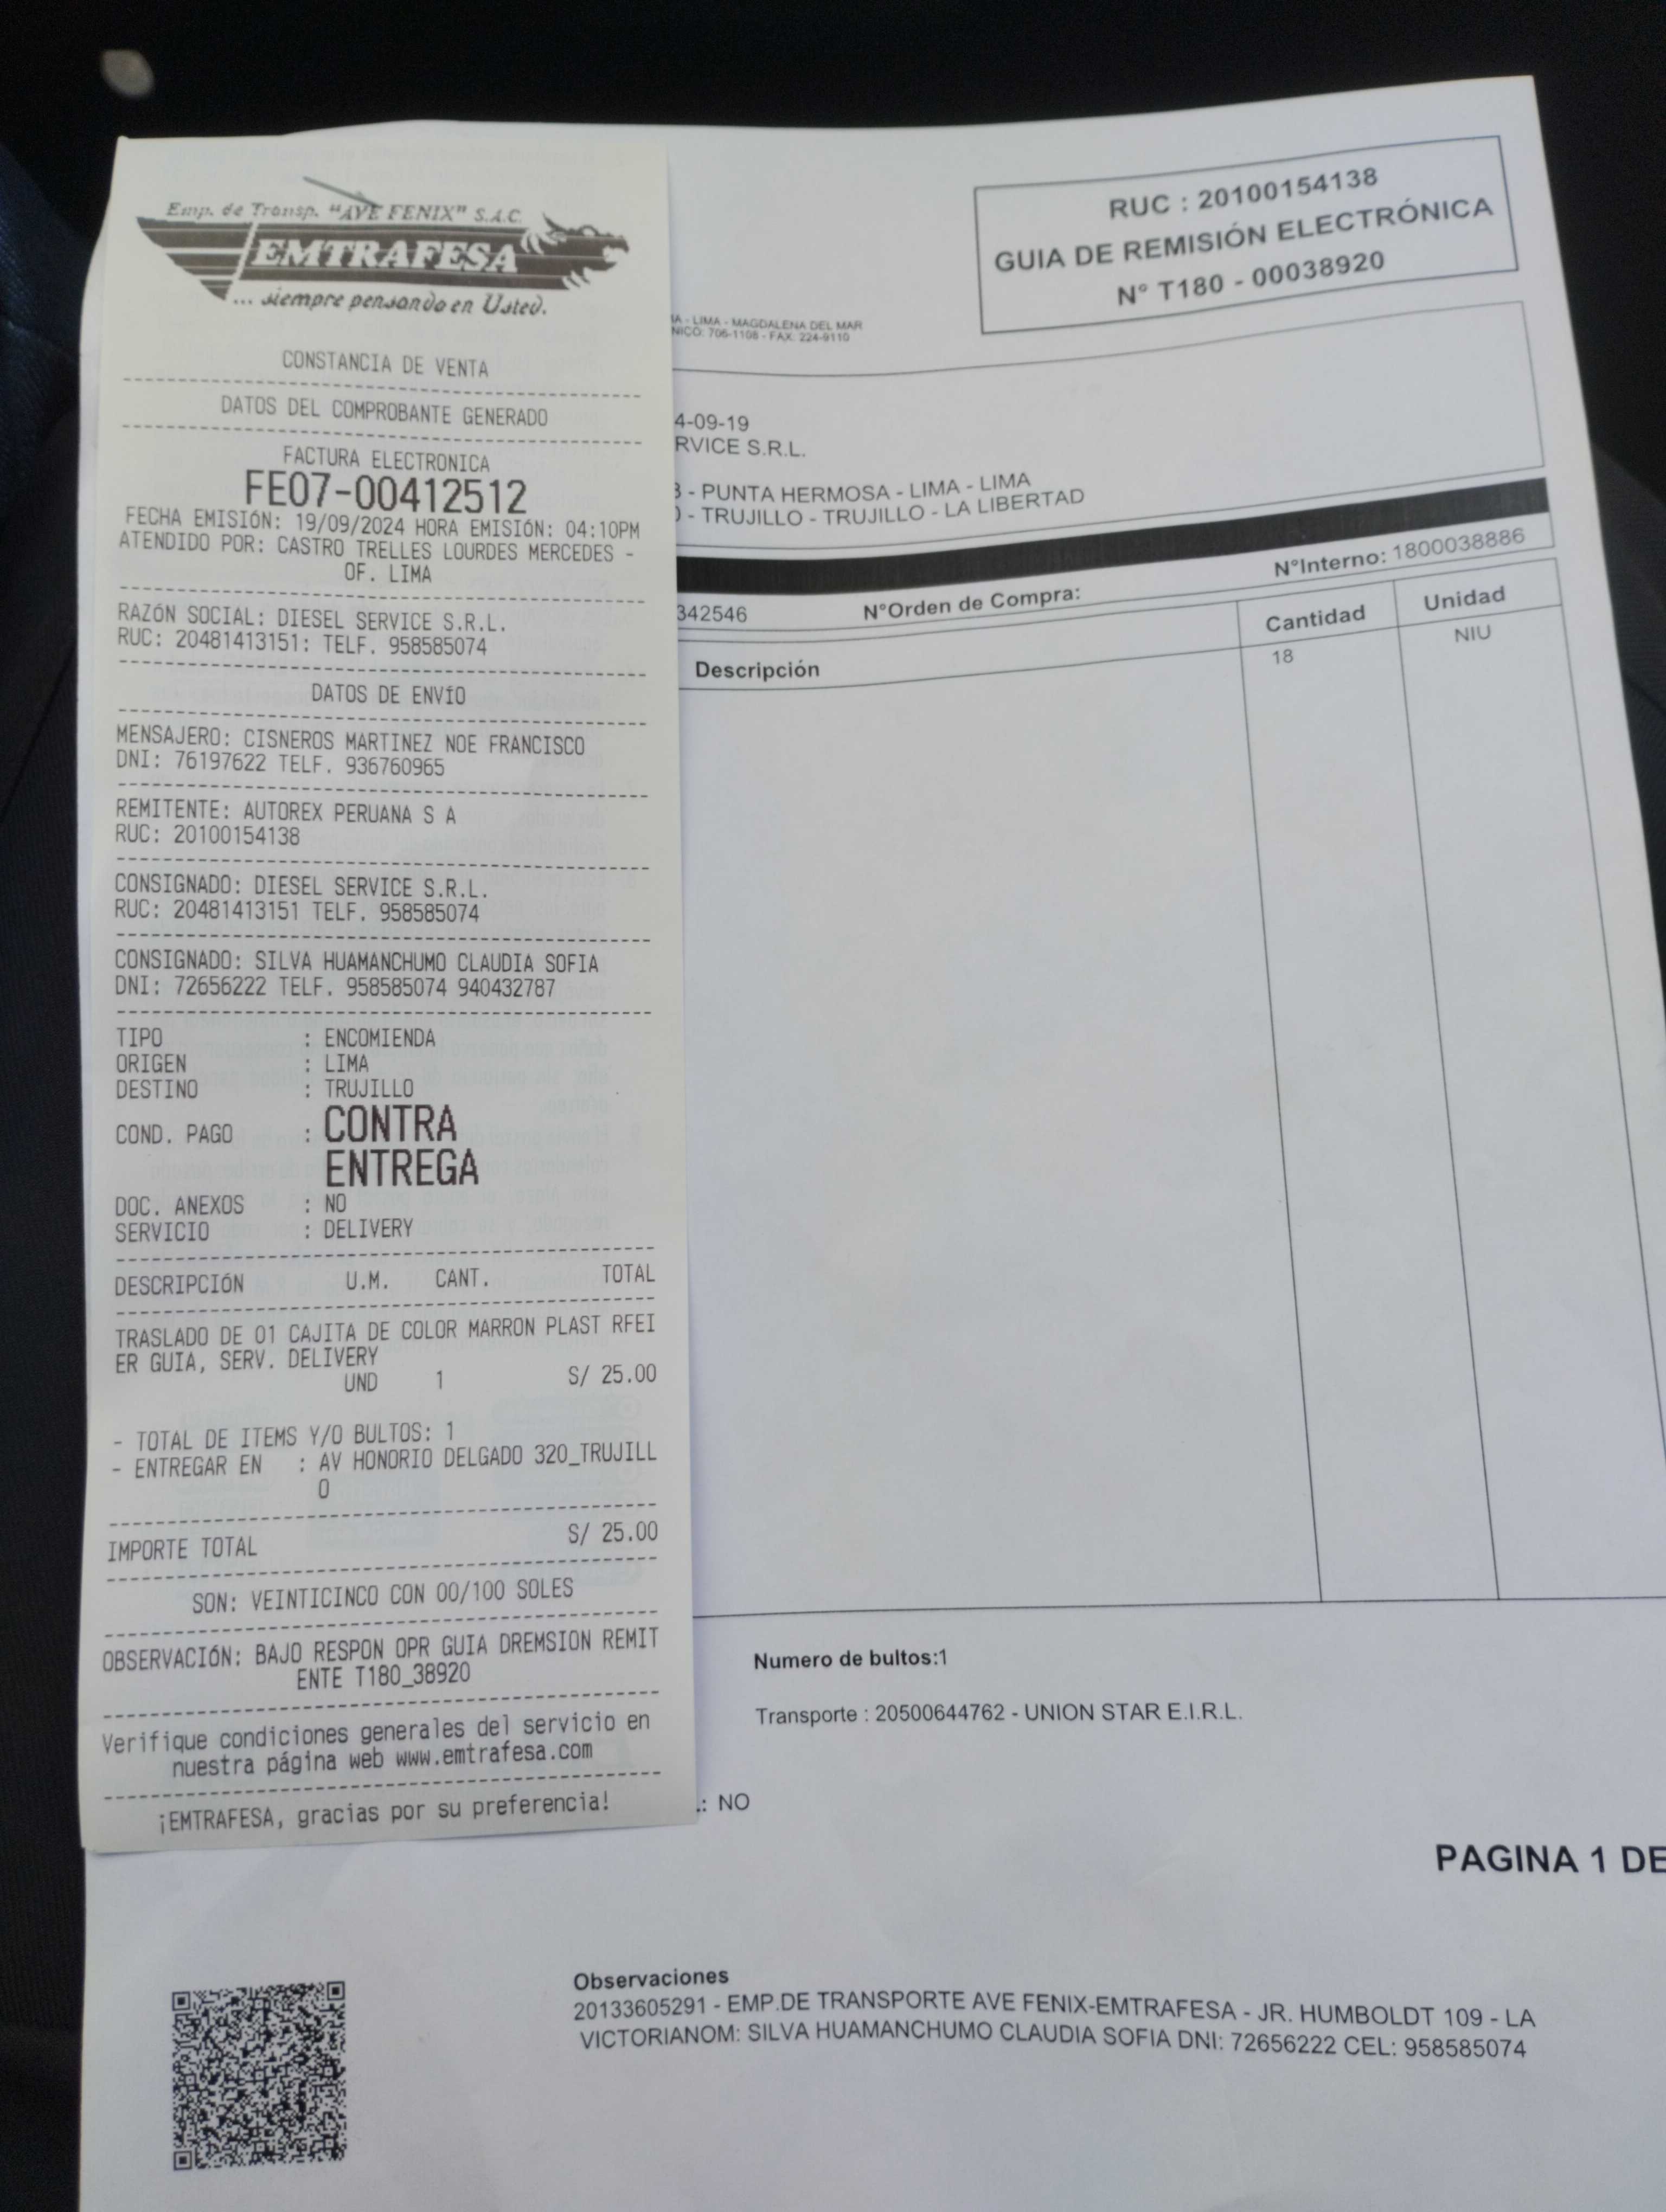 Emp. de Transp. "AVE FENIX" S.A.C.
EMTRAFESA
... siempre pensando en Usted.
CONSTANCIA DE VENTA
DATOS DEL COMPROBANTE GENERADO
FACTURA ELECTRONICA
FE07-00412512
FECHA EMISIÓN: 19/09/2024 HORA EMISIÓN: 04:10PM
ATENDIDO POR: CASTRO TRELLES LOURDES MERCEDES -
OF. LIMA
RAZÓN SOCIAL: DIESEL SERVICE S.R.L.
RUC: 20481413151: TELF. 958585074
DATOS DE ENVÍO
MENSAJERO: CISNEROS MARTINEZ NOE FRANCISCO
DNI: 76197622 TELF. 936760965
REMITENTE: AUTOREX PERUANA S A
RUC: 20100154138
CONSIGNADO: DIESEL SERVICE S.R.L.
RUC: 20481413151 TELF. 958585074
CONSIGNADO: SILVA HUAMANCHUMO CLAUDIA SOFIA
DNI: 72656222 TELF. 958585074 940432787
TIPO : ENCOMIENDA
ORIGEN : LIMA
DESTINO : TRUJILLO
COND. PAGO : CONTRA
ENTREGA
DOC. ANEXOS : NO
SERVICIO : DELIVERY
DESCRIPCIÓN U.M. CANT. TOTAL
TRASLADO DE 01 CAJITA DE COLOR MARRON PLAST RFEI
ER GUIA, SERV. DELIVERY
UND 1 S/ 25.00
- TOTAL DE ITEMS Y/O BULTOS: 1
- ENTREGAR EN : AV HONORIO DELGADO 320_TRUJILL
O
IMPORTE TOTAL S/ 25.00
SON: VEINTICINCO CON 00/100 SOLES
OBSERVACIÓN: BAJO RESPON OPR GUIA DREMSION REMIT
ENTE T180_38920
Verifique condiciones generales del servicio en
nuestra página web www.emtrafesa.com
¡EMTRAFESA, gracias por su preferencia!
RUC : 20100154138
GUIA DE REMISIÓN ELECTRÓNICA
N° T180 - 00038920
- LIMA - MAGDALENA DEL MAR
NICO: 706-1108 - FAX: 224-9110
4-09-19
RVICE S.R.L.
- PUNTA HERMOSA - LIMA - LIMA
- TRUJILLO - TRUJILLO - LA LIBERTAD
342546 N°Orden de Compra: N°Interno: 1800038886
Descripción Cantidad Unidad
18 NIU
Numero de bultos:1
Transporte : 20500644762 - UNION STAR E.I.R.L.
.: NO
PAGINA 1 DE
Observaciones
20133605291 - EMP.DE TRANSPORTE AVE FENIX-EMTRAFESA - JR. HUMBOLDT 109 - LA
VICTORIANOM: SILVA HUAMANCHUMO CLAUDIA SOFIA DNI: 72656222 CEL: 958585074